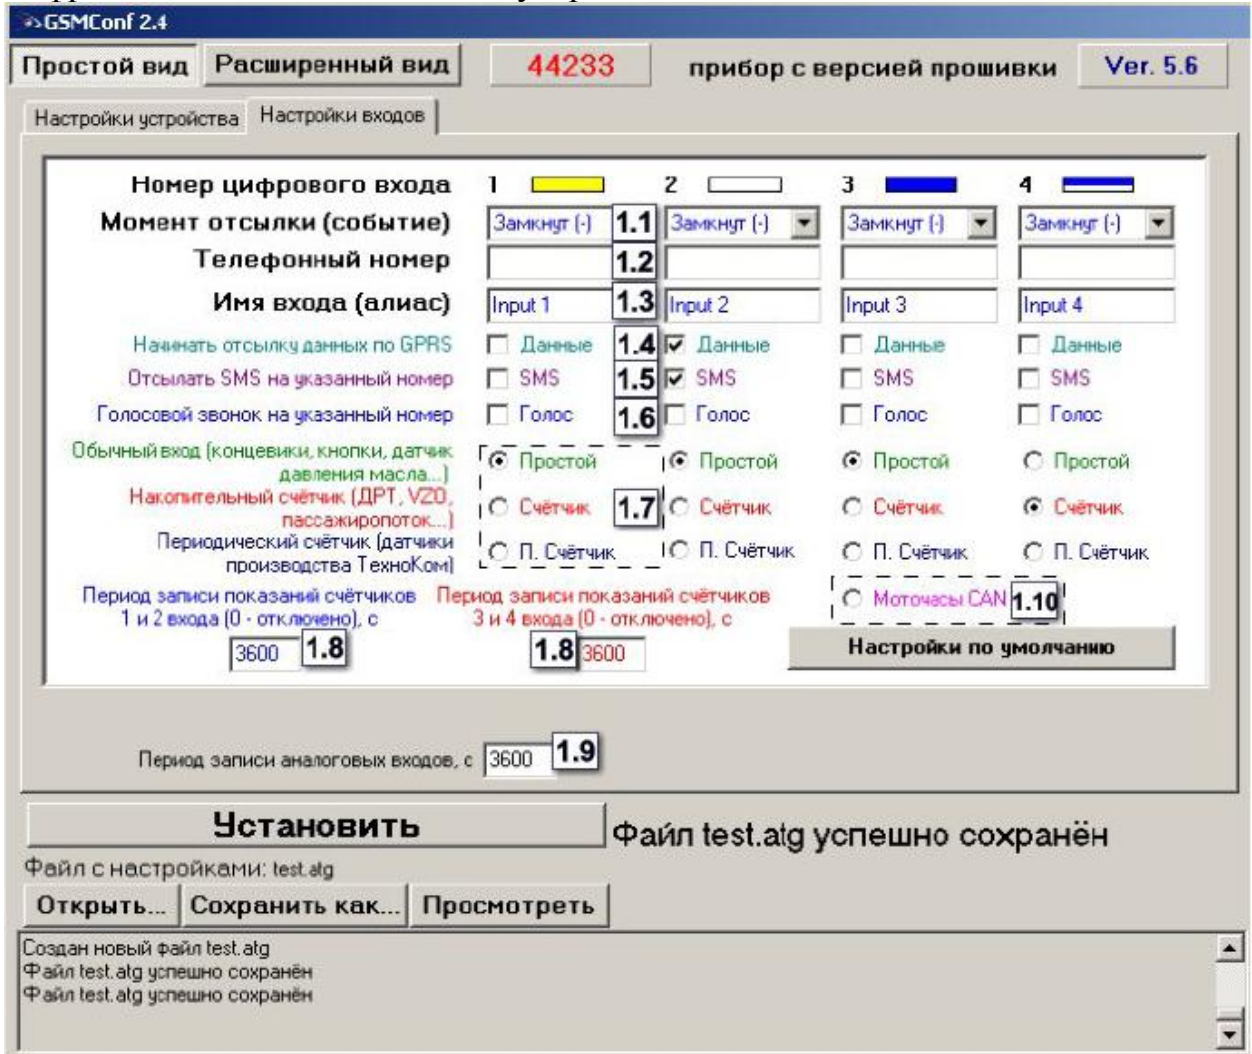 GSMConf 2.4
Простой вид Расширенный вид 44233 прибор с версией прошивки Ver. 5.6
Настройки устройства Настройки входов
Номер цифрового входа 1 2 3 4
Момент отсылки (событие) Замкнут (-) 1.1 Замкнут (-) Замкнут (-) Замкнут (-)
Телефонный номер 1.2
Имя входа (алиас) Input 1 1.3 Input 2 Input 3 Input 4
Начинать отсылку данных по GPRS Данные 1.4 Данные Данные Данные
Отсылать SMS на указанный номер SMS 1.5 SMS SMS SMS
Голосовой звонок на указанный номер Голос 1.6 Голос Голос Голос
Обычный вход (концевики, кнопки, датчик
давления масла...) Простой Простой Простой Простой
Накопительный счётчик (ДРТ, VZO,
пассажиропоток...) Счётчик 1.7 Счётчик Счётчик Счётчик
Периодический счётчик (датчики
производства ТехноКом) П. Счётчик П. Счётчик П. Счётчик П. Счётчик
Период записи показаний счётчиков
1 и 2 входа (0 - отключено), с
3600 1.8
Период записи показаний счётчиков
3 и 4 входа (0 - отключено), с
1.8 3600
Моточасы CAN 1.10
Настройки по умолчанию
Период записи аналоговых входов, с 3600 1.9
Установить Файл test.atg успешно сохранён
Файл с настройками: test.atg
Открыть... Сохранить как... Просмотреть
Создан новый файл test.atg
Файл test.atg успешно сохранён
Файл test.atg успешно сохранён